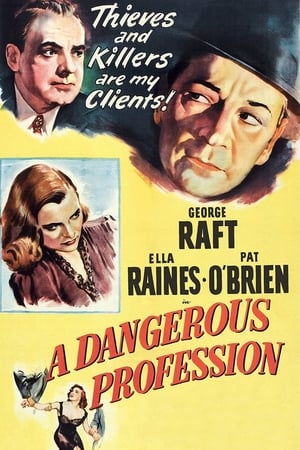 Thieves
and
Killers
are my
Clients!
GEORGE
RAFT
ELLA PAT
RAINES·O'BRIEN
in
A DANGEROUS
PROFESSION